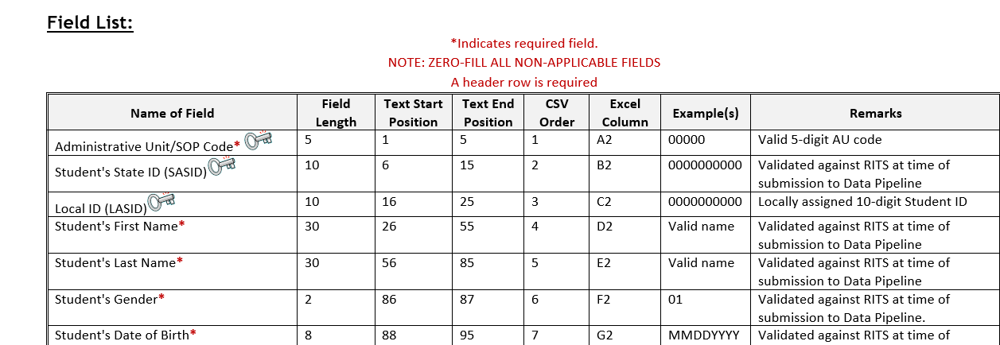 Field List:
*Indicates required field.
NOTE: ZERO-FILL ALL NON-APPLICABLE FIELDS
A header row is required
Name of Field | Field Length | Text Start Position | Text End Position | CSV Order | Excel Column | Example(s) | Remarks
Administrative Unit/SOP Code* | 5 | 1 | 5 | 1 | A2 | 00000 | Valid 5-digit AU code
Student's State ID (SASID) | 10 | 6 | 15 | 2 | B2 | 0000000000 | Validated against RITS at time of submission to Data Pipeline
Local ID (LASID) | 10 | 16 | 25 | 3 | C2 | 0000000000 | Locally assigned 10-digit Student ID
Student's First Name* | 30 | 26 | 55 | 4 | D2 | Valid name | Validated against RITS at time of submission to Data Pipeline
Student's Last Name* | 30 | 56 | 85 | 5 | E2 | Valid name | Validated against RITS at time of submission to Data Pipeline
Student's Gender* | 2 | 86 | 87 | 6 | F2 | 01 | Validated against RITS at time of submission to Data Pipeline.
Student's Date of Birth* | 8 | 88 | 95 | 7 | G2 | MMDDYYYY | Validated against RITS at time of